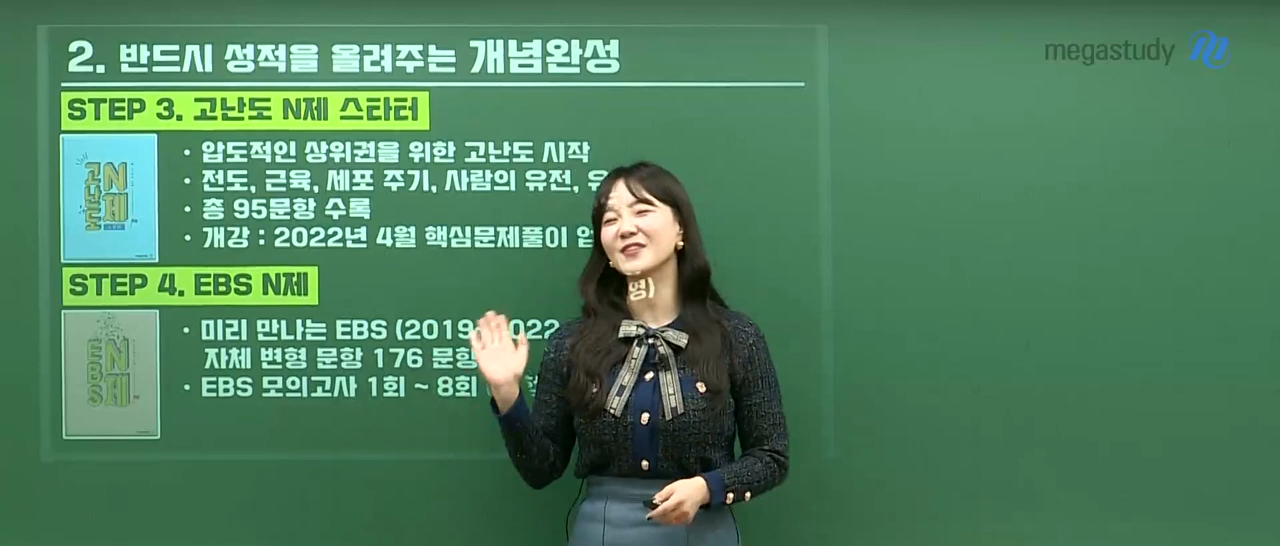 megastudy
2. 반드시 성적을 올려주는 개념완성
STEP 3. 고난도 N제 스타터
고난도
N제
· 압도적인 상위권을 위한 고난도 시작
· 전도, 근육, 세포 주기, 사람의 유전,
· 총 95문항 수록
· 개강 : 2022년 4월 핵심문제풀이
영)
STEP 4. EBS N제
EBS
N제
· 미리 만나는 EBS (2019
자체 변형 문항 176 문항
· EBS 모의고사 1회 ~ 8회